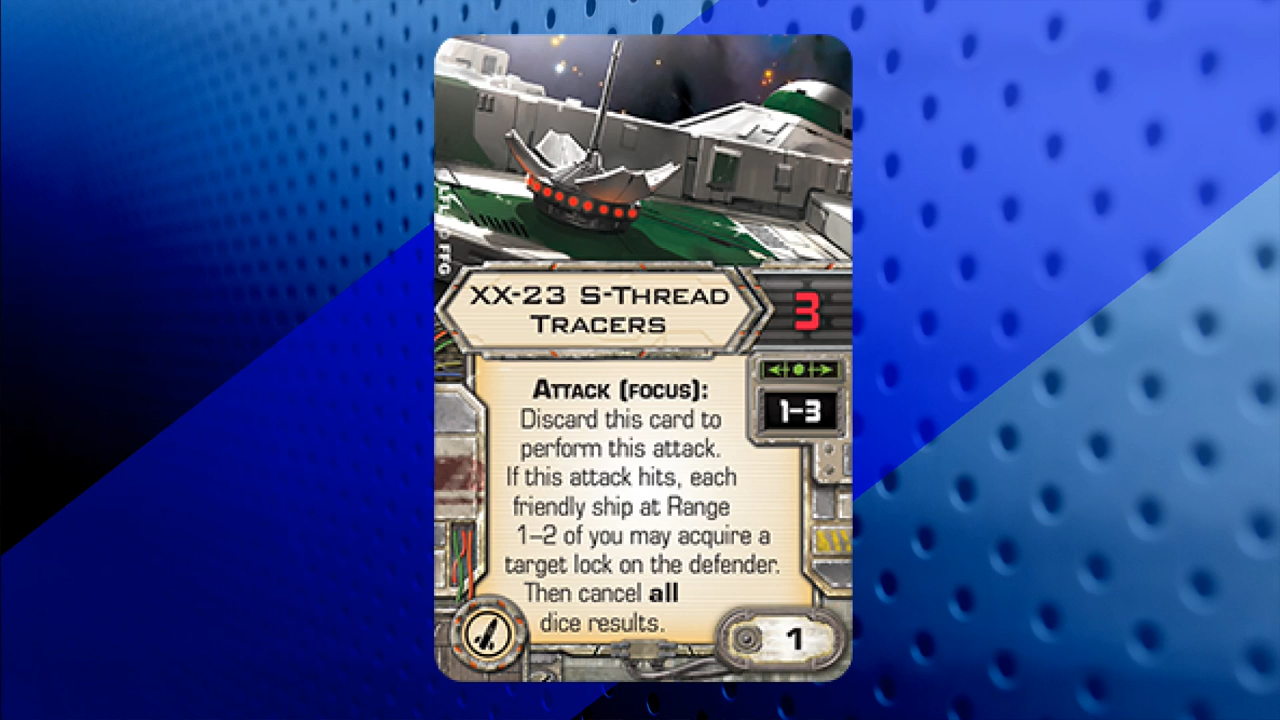 FFG
XX-23 S-THREAD
TRACERS
3
ATTACK (FOCUS):
1–3
Discard this card to
perform this attack.
If this attack hits, each
friendly ship at Range
1–2 of you may acquire a
target lock on the defender.
Then cancel all
dice results.
1